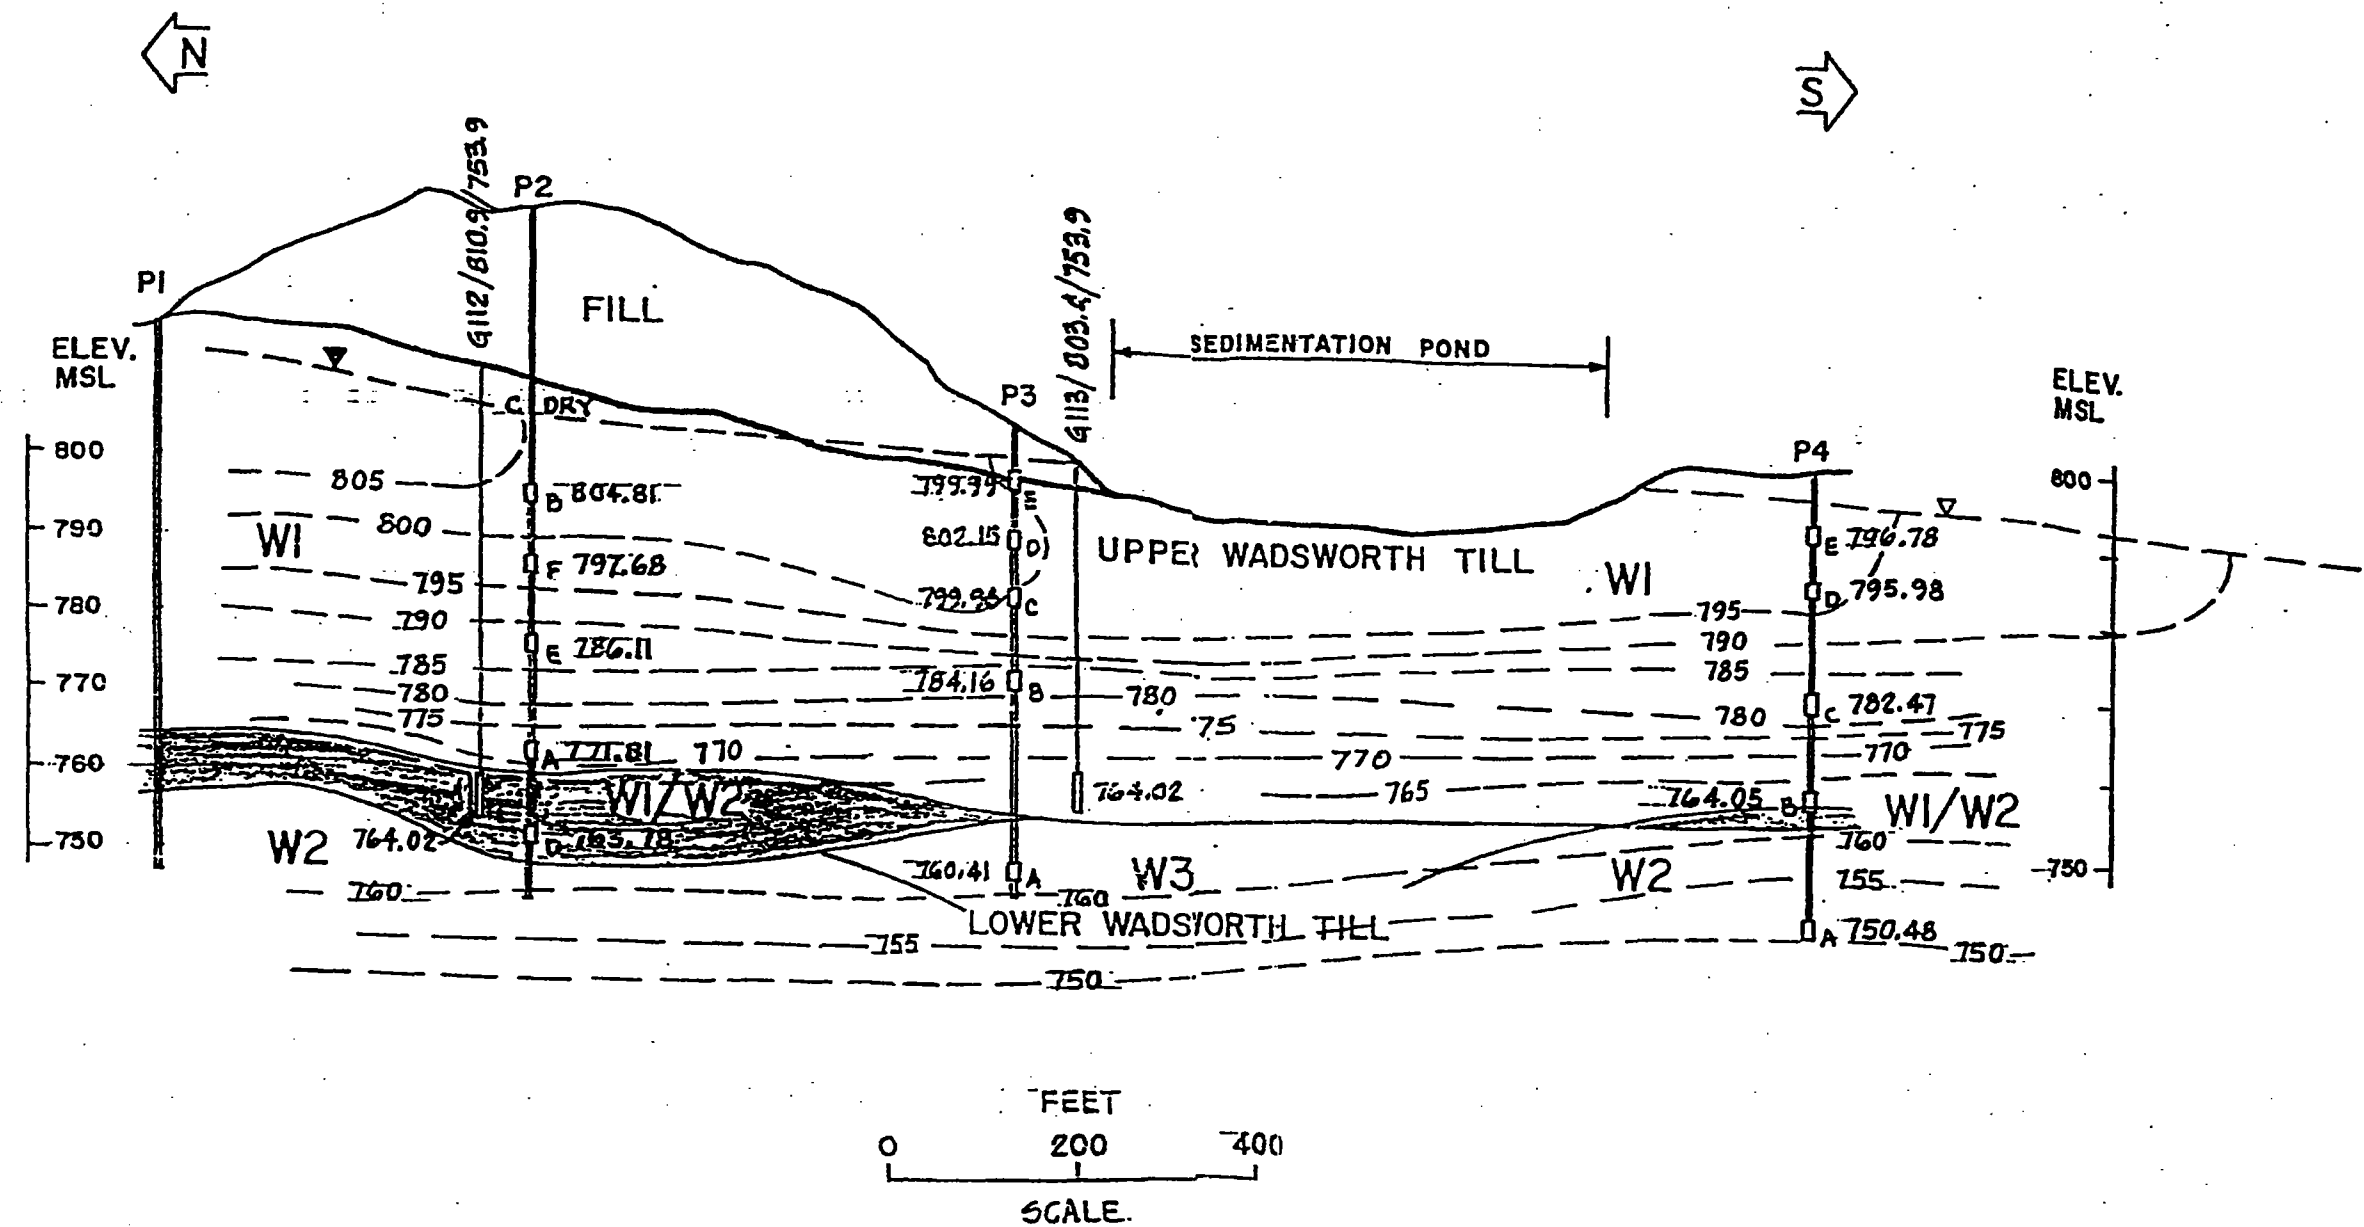 N
S
G112/810.9/753.9
P2
P1
FILL
G113/803.4/753.9
SEDIMENTATION POND
ELEV.
MSL
P3
ELEV.
MSL
C DRY
P4
800
805
B 804.81
799.99
E
800
790
W1
800
802.15 D
UPPER WADSWORTH TILL
E 796.78
F 797.68
W1
795
799.98 C
D 795.98
780
790
795
790
E 786.11
785
784.16 B
785
770
780
780
C 782.47
775
75
780
775
A 771.81
770
770
770
760
W1/W2
764.02
765
764.05 B
W1/W2
750
W2
764.02
D 763.78
760
760.41 A
W3
W2
755
750
760
760
LOWER WADSWORTH TILL
755
A 750.48
750
750
FEET
0 200 400
SCALE.